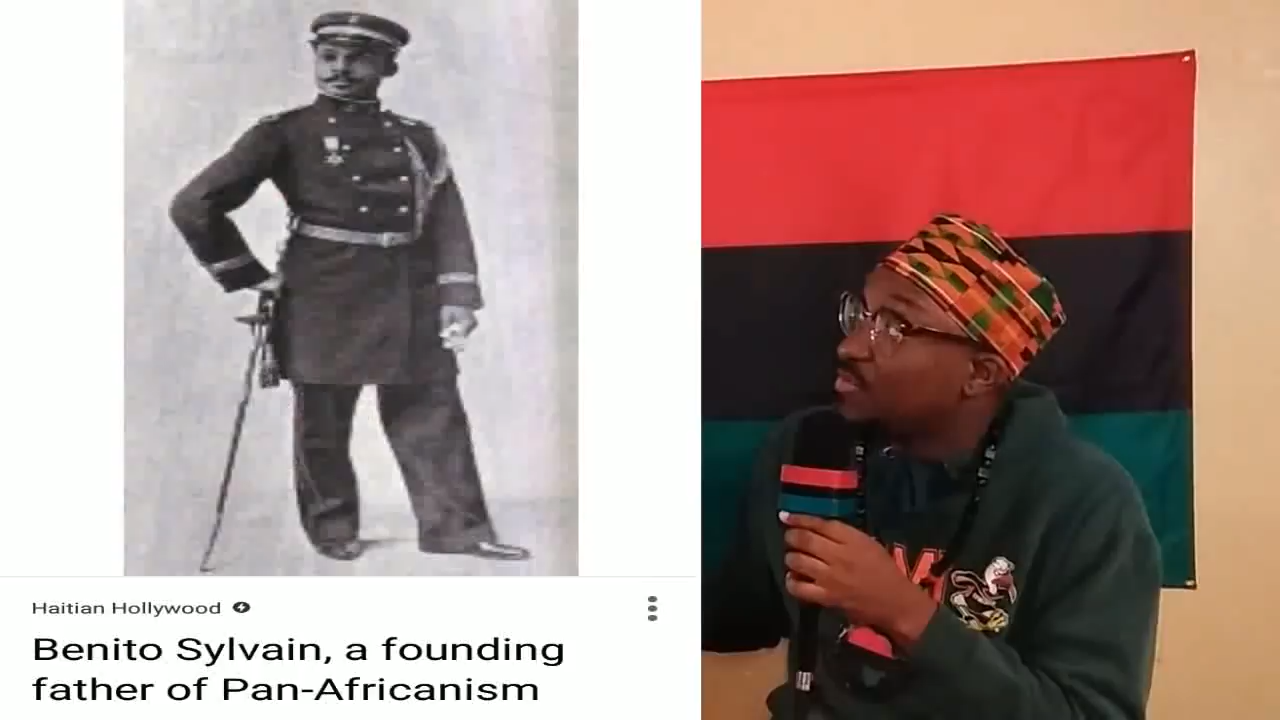 Haitian Hollywood
Benito Sylvain, a founding
father of Pan-Africanism